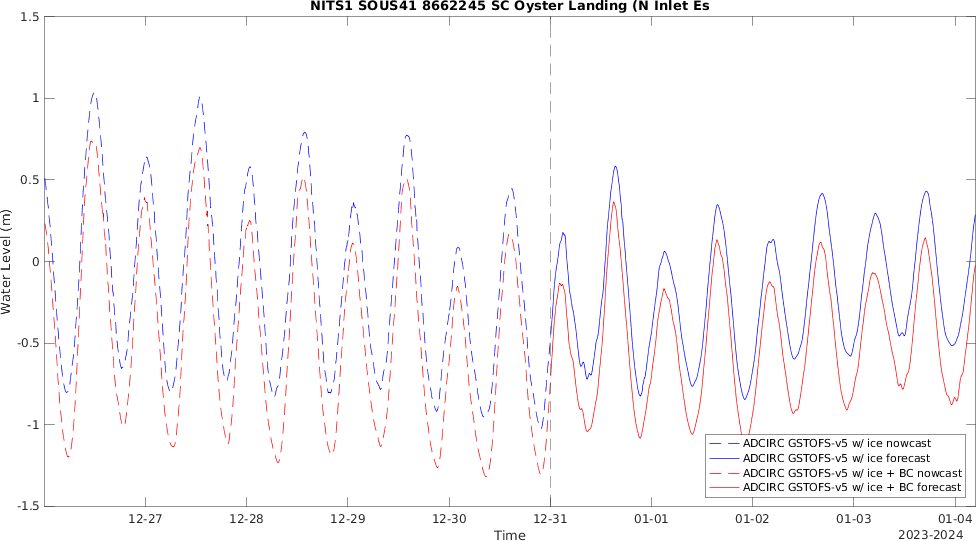 NITS1 SOUS41 8662245 SC Oyster Landing (N Inlet Es
1.5
1
0.5
0
-0.5
-1
-1.5
Water Level (m)
12-27
12-28
12-29
12-30
12-31
01-01
01-02
01-03
01-04
Time
2023-2024
ADCIRC GSTOFS-v5 w/ ice nowcast
ADCIRC GSTOFS-v5 w/ ice forecast
ADCIRC GSTOFS-v5 w/ ice + BC nowcast
ADCIRC GSTOFS-v5 w/ ice + BC forecast